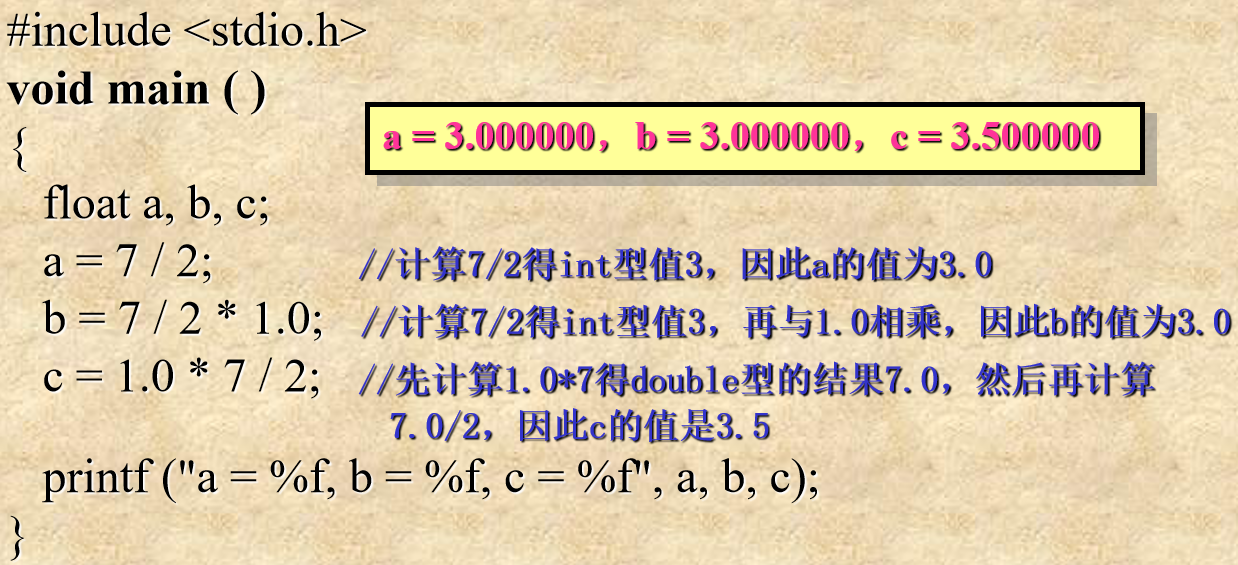 #include <stdio.h>
void main ( )
{
a = 3.000000，b = 3.000000，c = 3.500000
float a, b, c;
a = 7 / 2; //计算7/2得int型值3，因此a的值为3.0
b = 7 / 2 * 1.0; //计算7/2得int型值3，再与1.0相乘，因此b的值为3.0
c = 1.0 * 7 / 2; //先计算1.0*7得double型的结果7.0，然后再计算
7.0/2，因此c的值是3.5
printf ("a = %f, b = %f, c = %f", a, b, c);
}